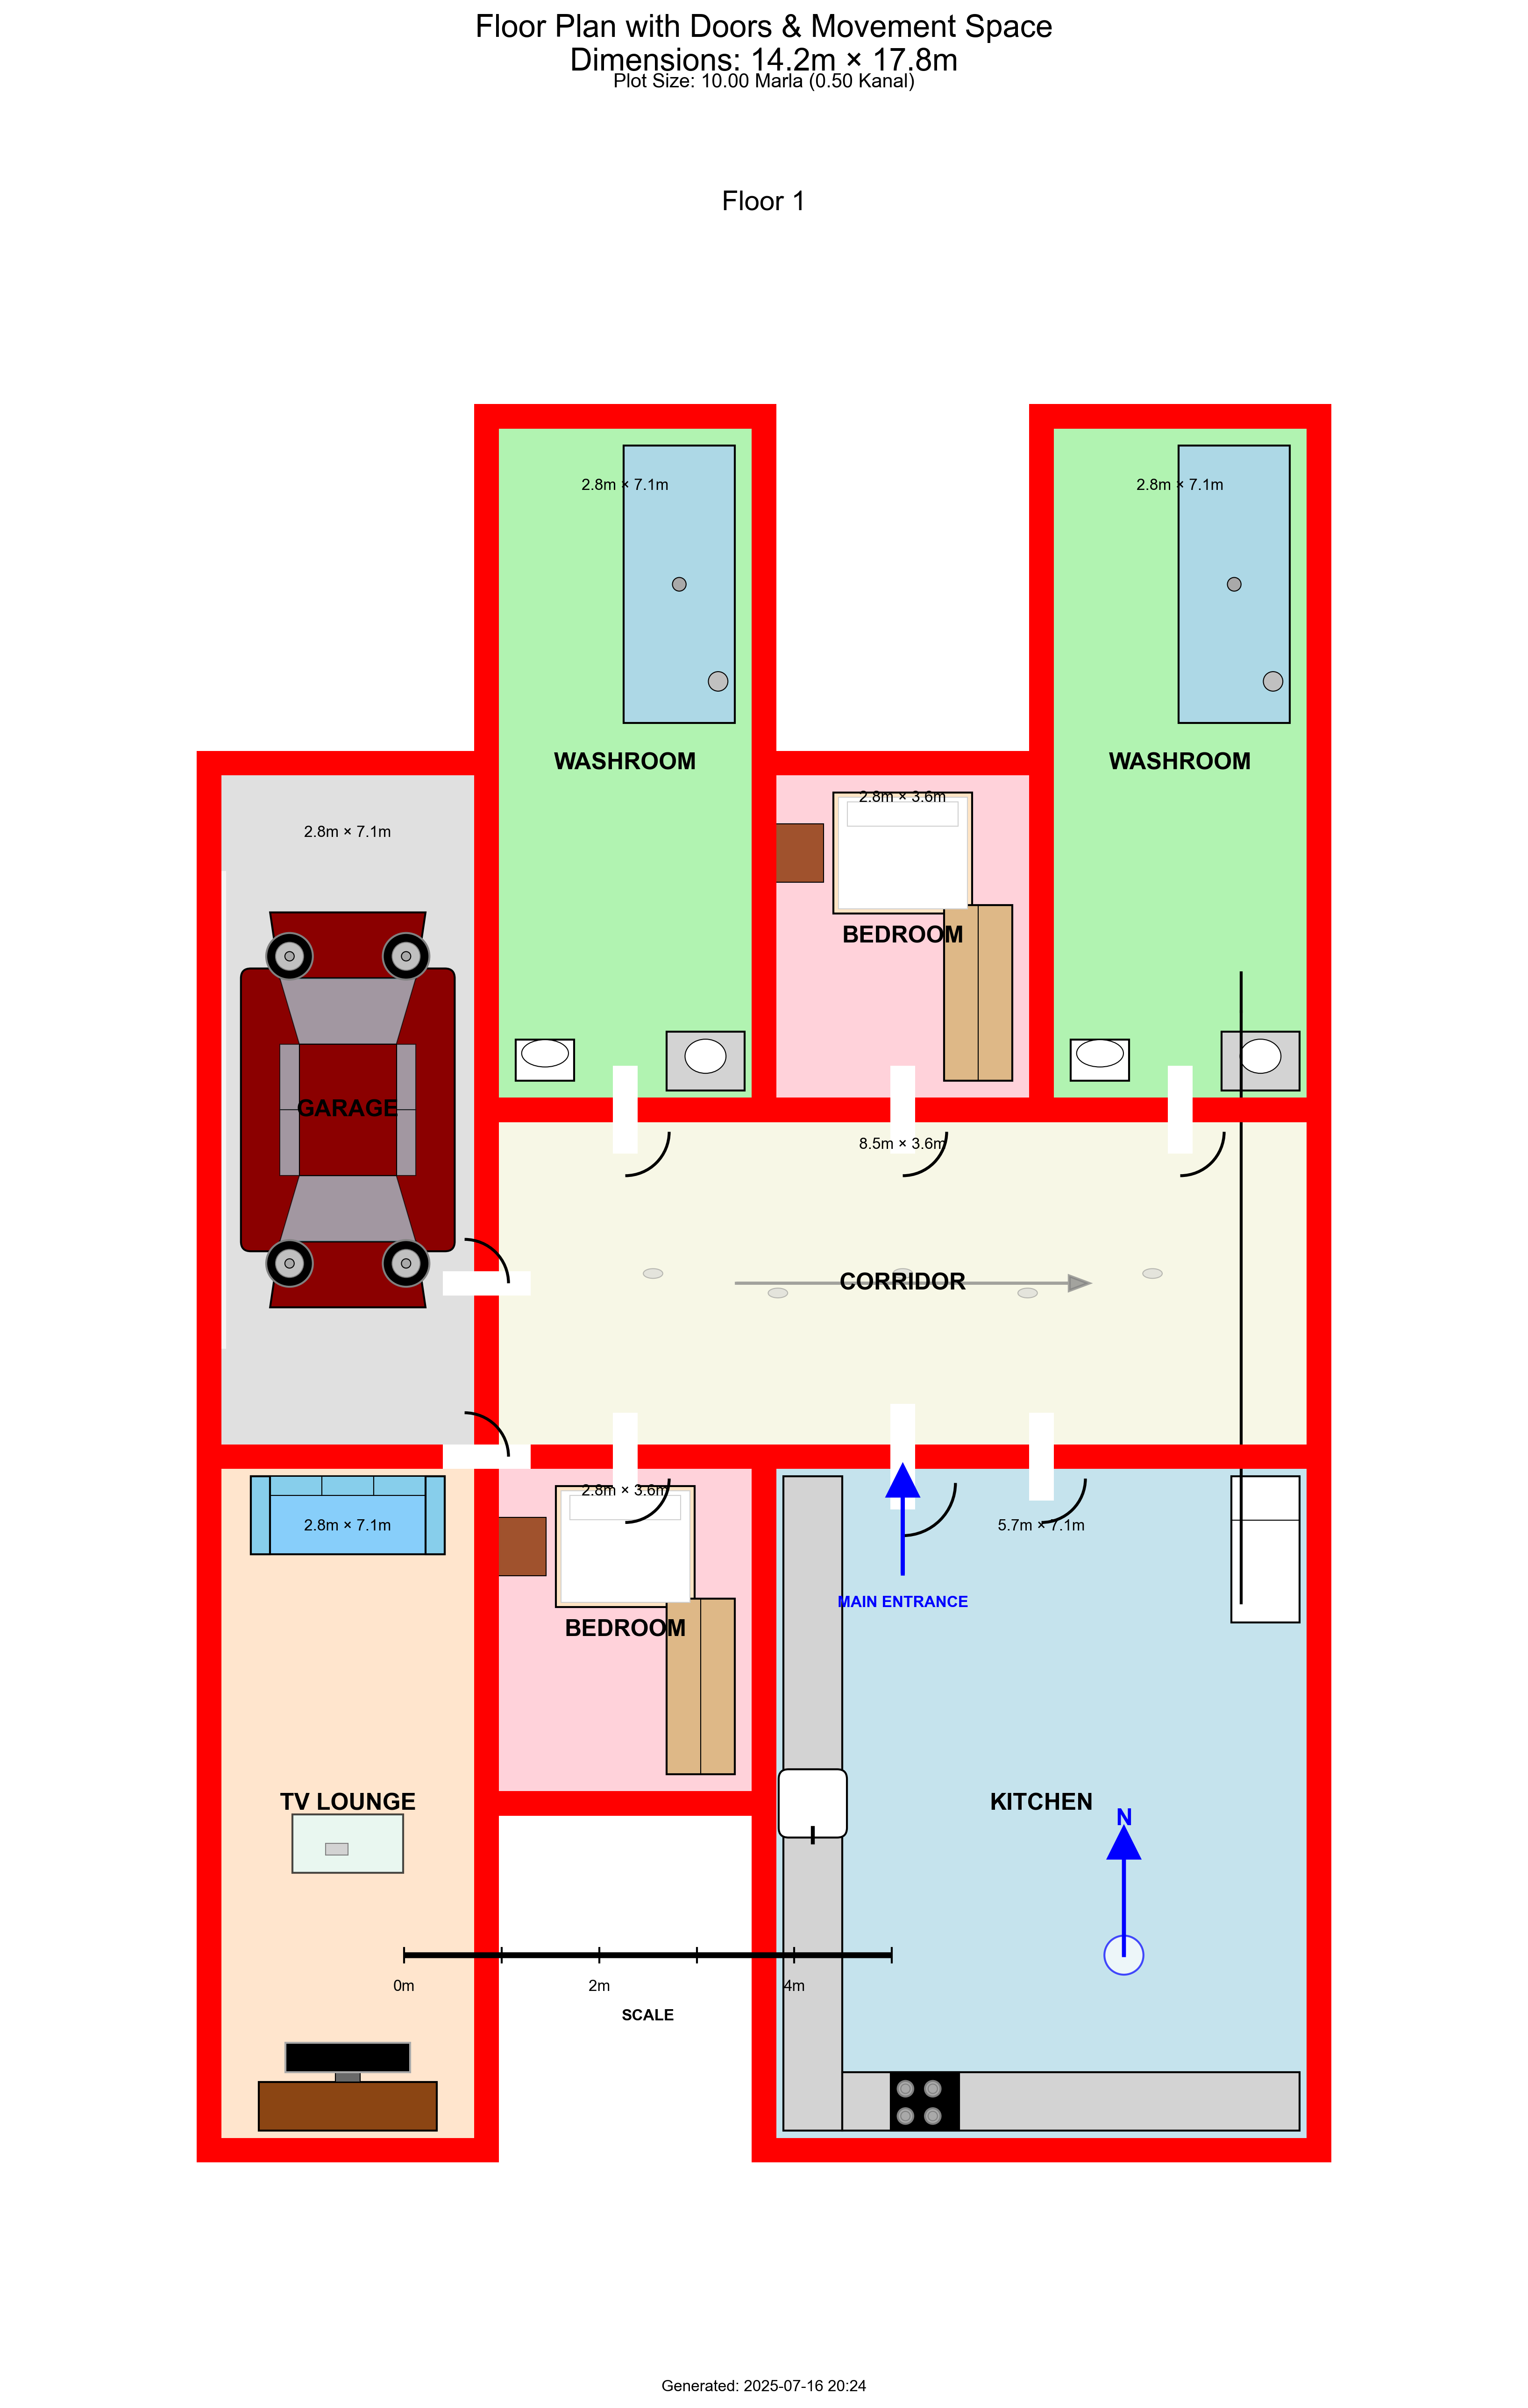 Floor Plan with Doors & Movement Space
Dimensions: 14.2m × 17.8m
Plot Size: 10.00 Marla (0.50 Kanal)
Floor 1
2.8m × 7.1m
2.8m × 7.1m
WASHROOM
WASHROOM
2.8m × 3.6m
2.8m × 7.1m
BEDROOM
GARAGE
8.5m × 3.6m
CORRIDOR
2.8m × 3.6m
2.8m × 7.1m
5.7m × 7.1m
MAIN ENTRANCE
BEDROOM
TV LOUNGE
KITCHEN
N
0m
2m
4m
SCALE
Generated: 2025-07-16 20:24